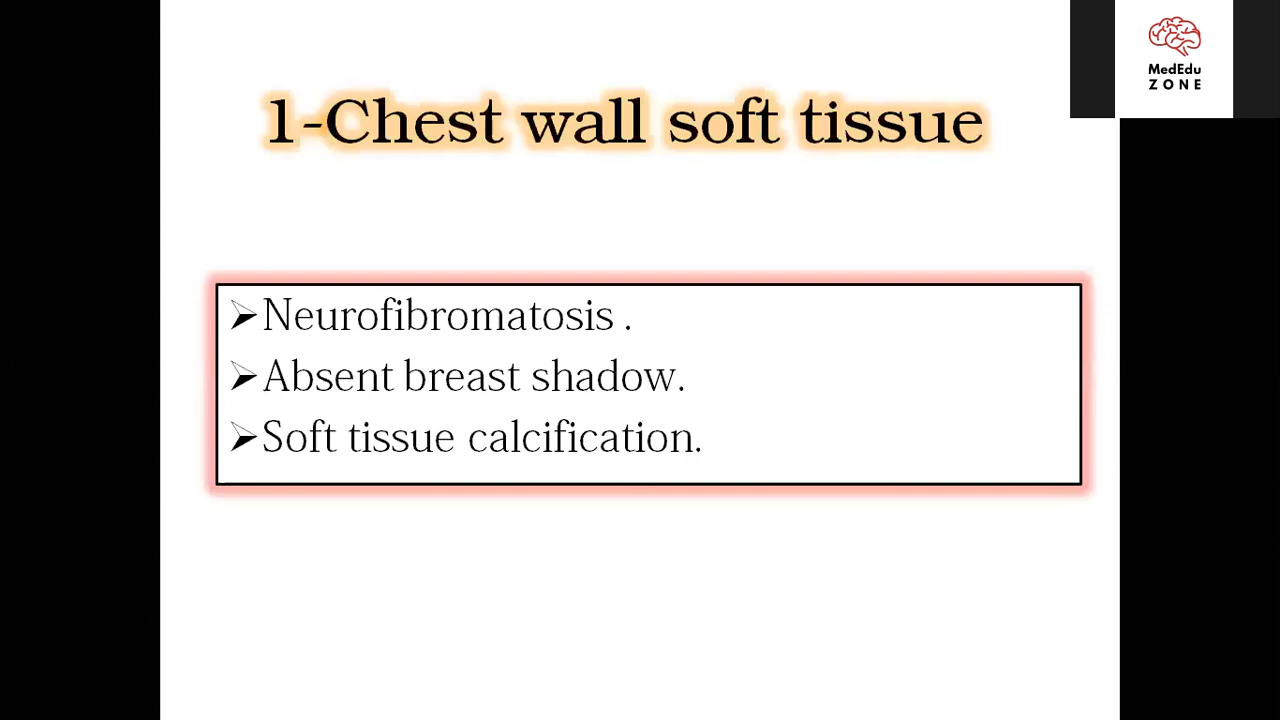 MedEdu
ZONE
1-Chest wall soft tissue
➢Neurofibromatosis .
➢Absent breast shadow.
➢Soft tissue calcification.